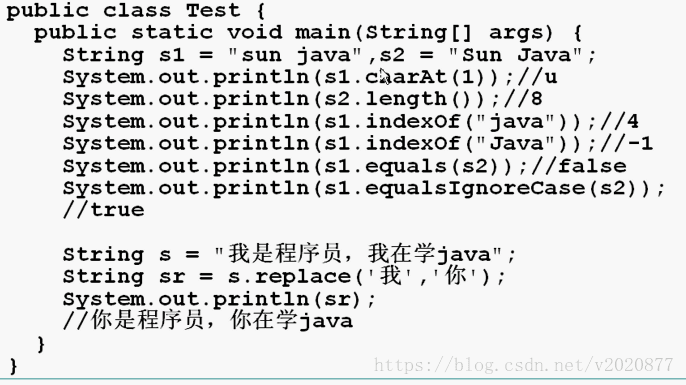 public class Test {
  public static void main(String[] args) {
    String s1 = "sun java",s2 = "Sun Java";
    System.out.println(s1.charAt(1));//u
    System.out.println(s2.length());//8
    System.out.println(s1.indexOf("java"));//4
    System.out.println(s1.indexOf("Java"));//-1
    System.out.println(s1.equals(s2));//false
    System.out.println(s1.equalsIgnoreCase(s2));
    //true

    String s = "我是程序员，我在学java";
    String sr = s.replace('我','你');
    System.out.println(sr);
    //你是程序员，你在学java
  }
}
https://blog.csdn.net/v2020877